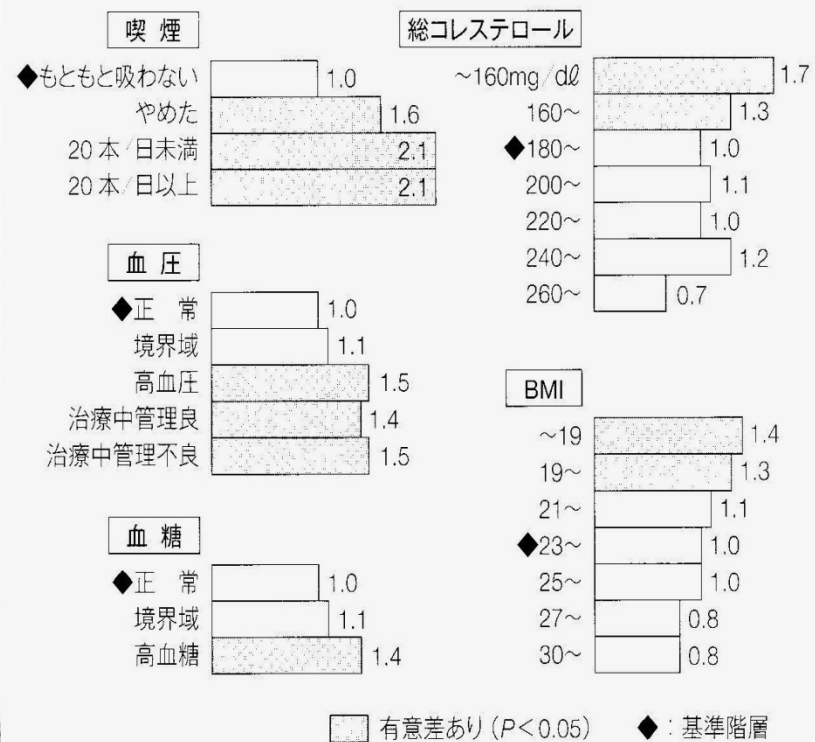 喫煙
◆もともと吸わない 1.0
やめた 1.6
20本/日未満 2.1
20本/日以上 2.1
血圧
◆正 常 1.0
境界域 1.1
高血圧 1.5
治療中管理良 1.4
治療中管理不良 1.5
血糖
◆正 常 1.0
境界域 1.1
高血糖 1.4
総コレステロール
~160mg/dℓ 1.7
160~ 1.3
◆180~ 1.0
200~ 1.1
220~ 1.0
240~ 1.2
260~ 0.7
BMI
~19 1.4
19~ 1.3
21~ 1.1
◆23~ 1.0
25~ 1.0
27~ 0.8
30~ 0.8
有意差あり(P<0.05) ◆:基準階層